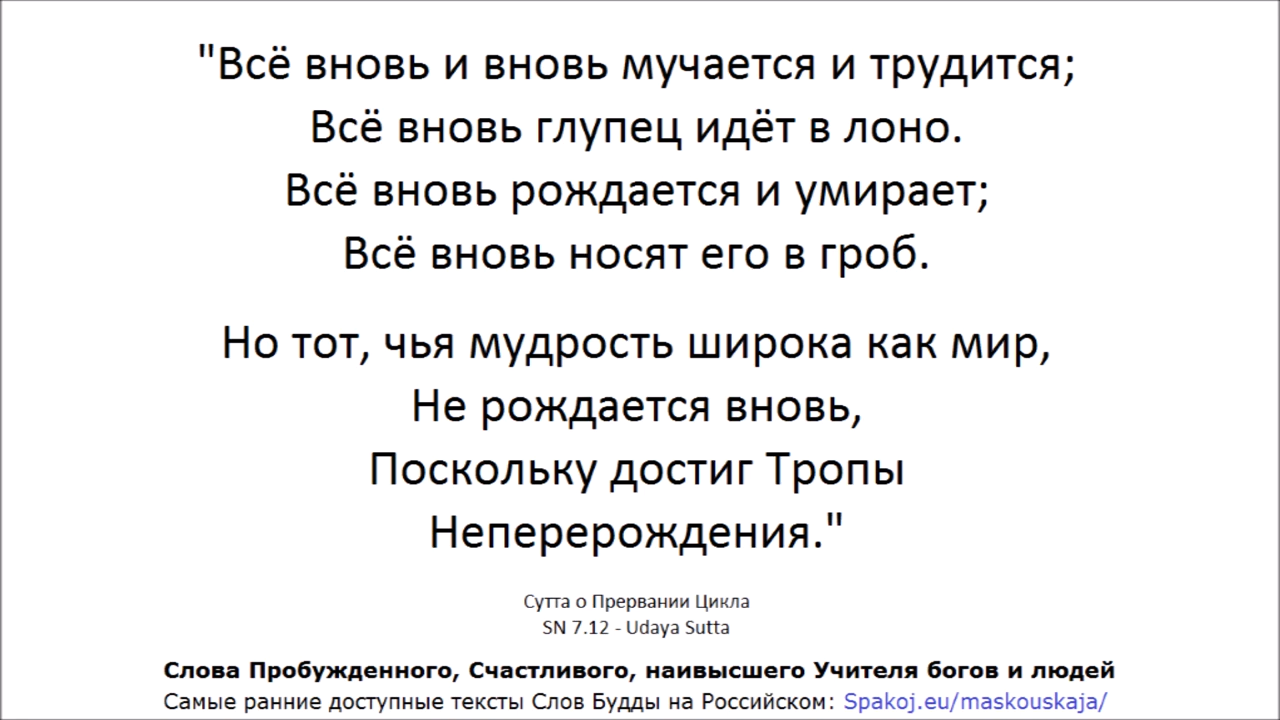 "Всё вновь и вновь мучается и трудится;
Всё вновь глупец идёт в лоно.
Всё вновь рождается и умирает;
Всё вновь носят его в гроб.
Но тот, чья мудрость широка как мир,
Не рождается вновь,
Поскольку достиг Тропы
Неперерождения."
Сутта о Прервании Цикла
SN 7.12 - Udaya Sutta
Слова Пробужденного, Счастливого, наивысшего Учителя богов и людей
Самые ранние доступные тексты Слов Будды на Российском: Spakoj.eu/maskouskaja/